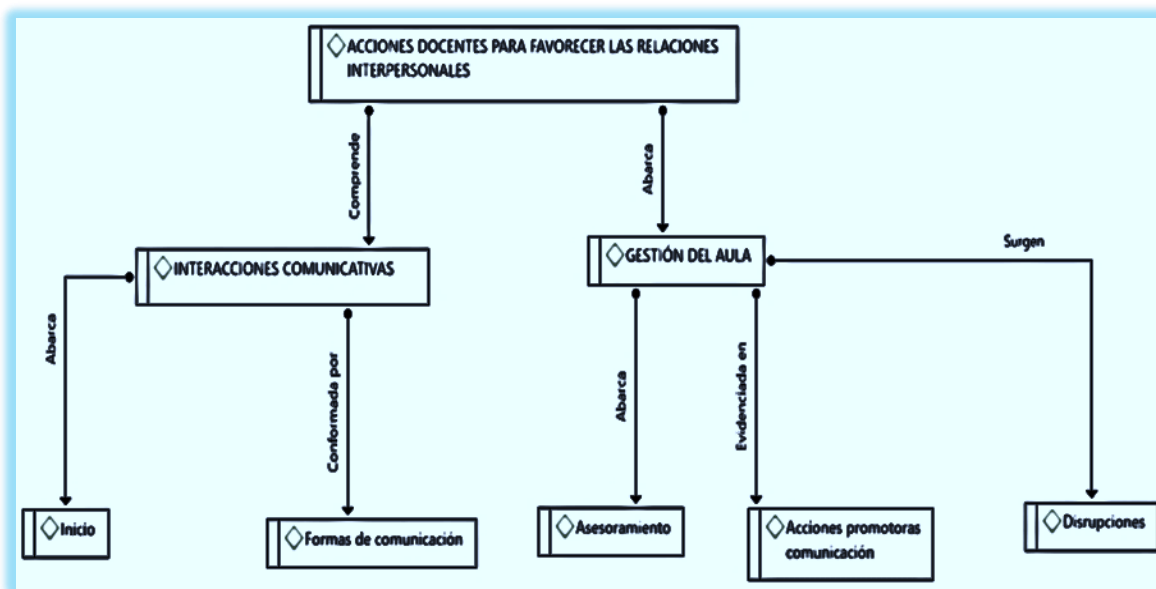 ACCIONES DOCENTES PARA FAVORECER LAS RELACIONES
INTERPERSONALES
Comprende
Abarca
INTERACCIONES COMUNICATIVAS
GESTIÓN DEL AULA
Surgen
Abarca
Conformada por
Abarca
Evidenciada en
Inicio
Formas de comunicación
Asesoramiento
Acciones promotoras
comunicación
Disrupciones